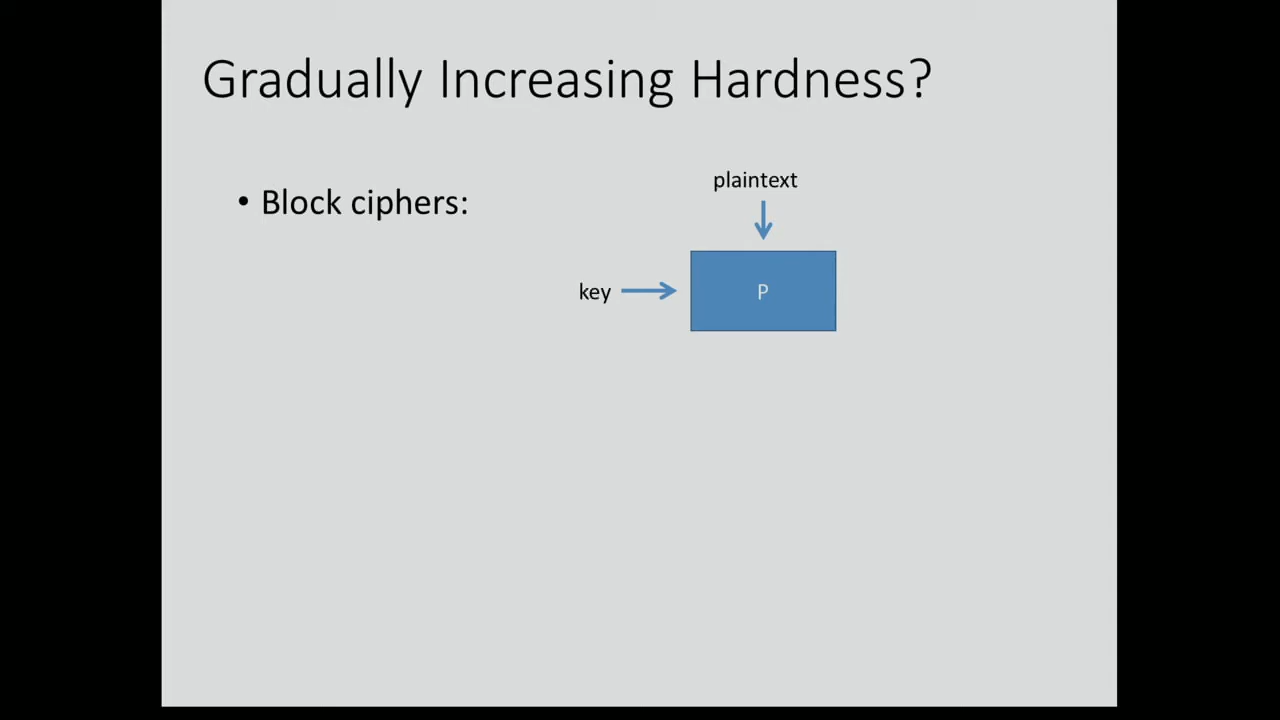 Gradually Increasing Hardness?
• Block ciphers:
plaintext
key
P